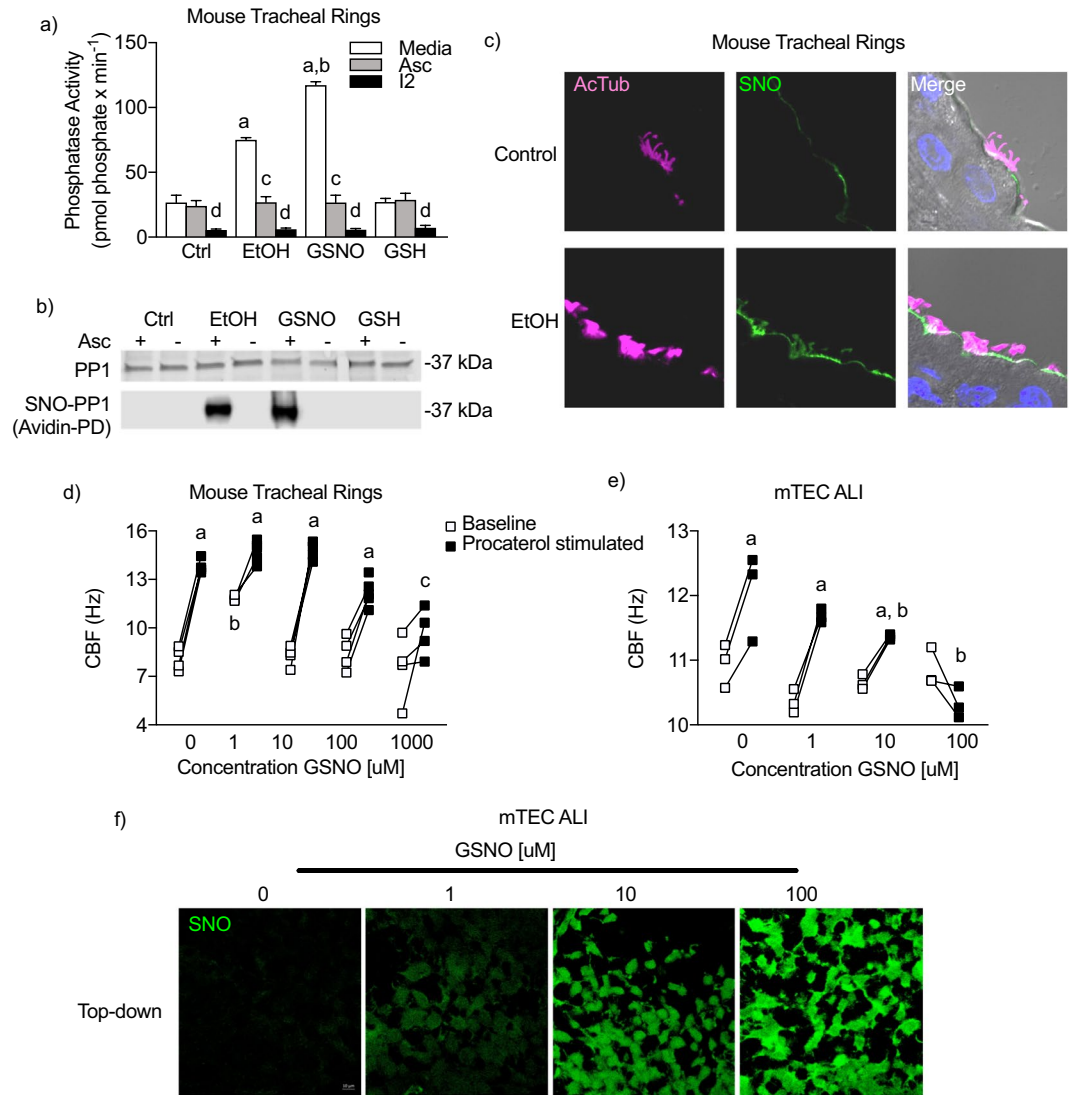 a)
Mouse Tracheal Rings
Phosphatase Activity
(pmol phosphate x min⁻¹)
150
100
50
0
Media
Asc
I2
a
a,b
c
c
d
d
d
d
Ctrl
EtOH
GSNO
GSH
b)
Ctrl EtOH GSNO GSH
Asc + - + - + - + -
PP1
-37 kDa
SNO-PP1
(Avidin-PD)
-37 kDa
c)
Mouse Tracheal Rings
AcTub
SNO
Merge
Control
EtOH
d)
Mouse Tracheal Rings
CBF (Hz)
16
13
10
7
4
a
a
a
a
c
b
Baseline
Procaterol stimulated
0 1 10 100 1000
Concentration GSNO [uM]
e)
mTEC ALI
CBF (Hz)
13
12
11
10
a
a
a, b
b
0 1 10 100
Concentration GSNO [uM]
f)
mTEC ALI
GSNO [uM]
0 1 10 100
SNO
Top-down
10 µm